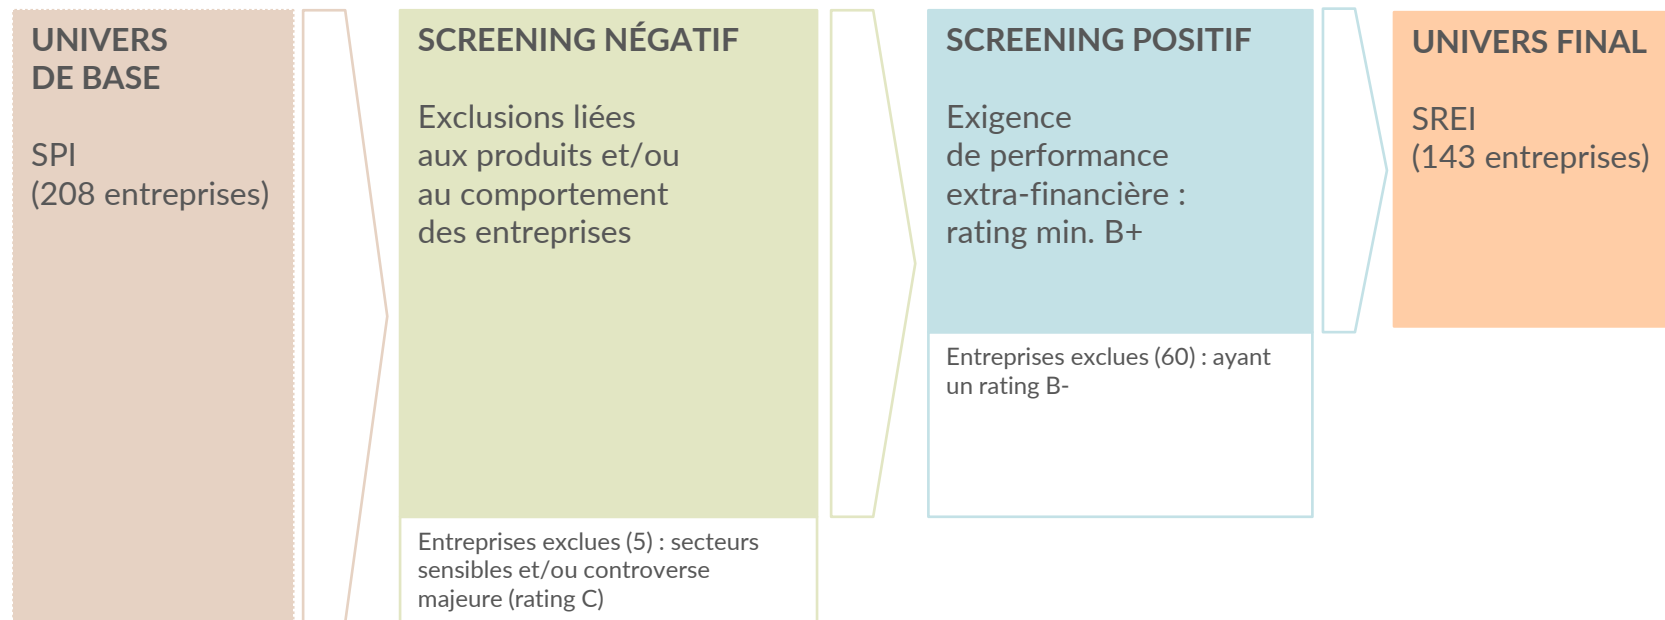 UNIVERS
DE BASE
SPI
(208 entreprises)
SCREENING NÉGATIF
Exclusions liées
aux produits et/ou
au comportement
des entreprises
Entreprises exclues (5) : secteurs
sensibles et/ou controverse
majeure (rating C)
SCREENING POSITIF
Exigence
de performance
extra-financière :
rating min. B+
Entreprises exclues (60) : ayant
un rating B-
UNIVERS FINAL
SREI
(143 entreprises)